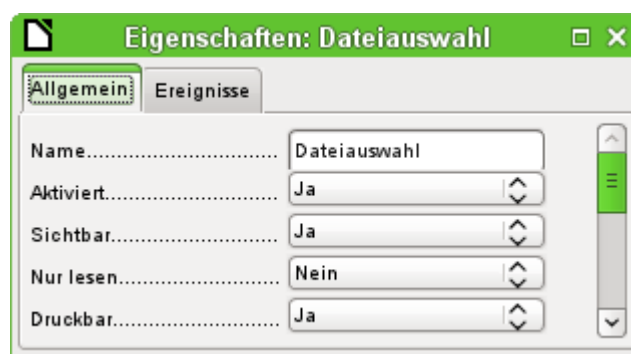 Eigenschaften: Dateiauswahl
Allgemein Ereignisse
Name.............................. Dateiauswahl
Aktiviert........................... Ja
Sichtbar.......................... Ja
Nur lesen........................ Nein
Druckbar......................... Ja